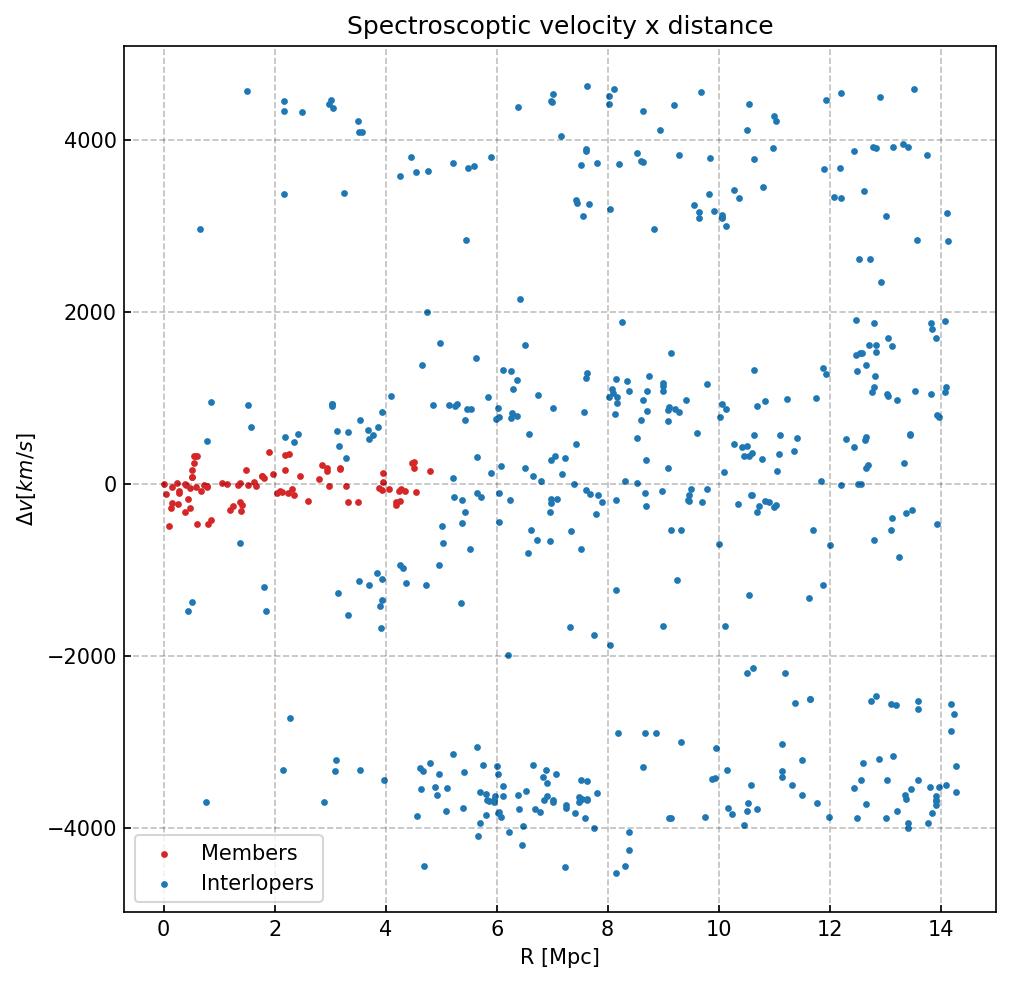 Spectroscoptic velocity x distance
Δv[km/s]
4000
2000
0
−2000
−4000
Members
Interlopers
0 2 4 6 8 10 12 14
R [Mpc]